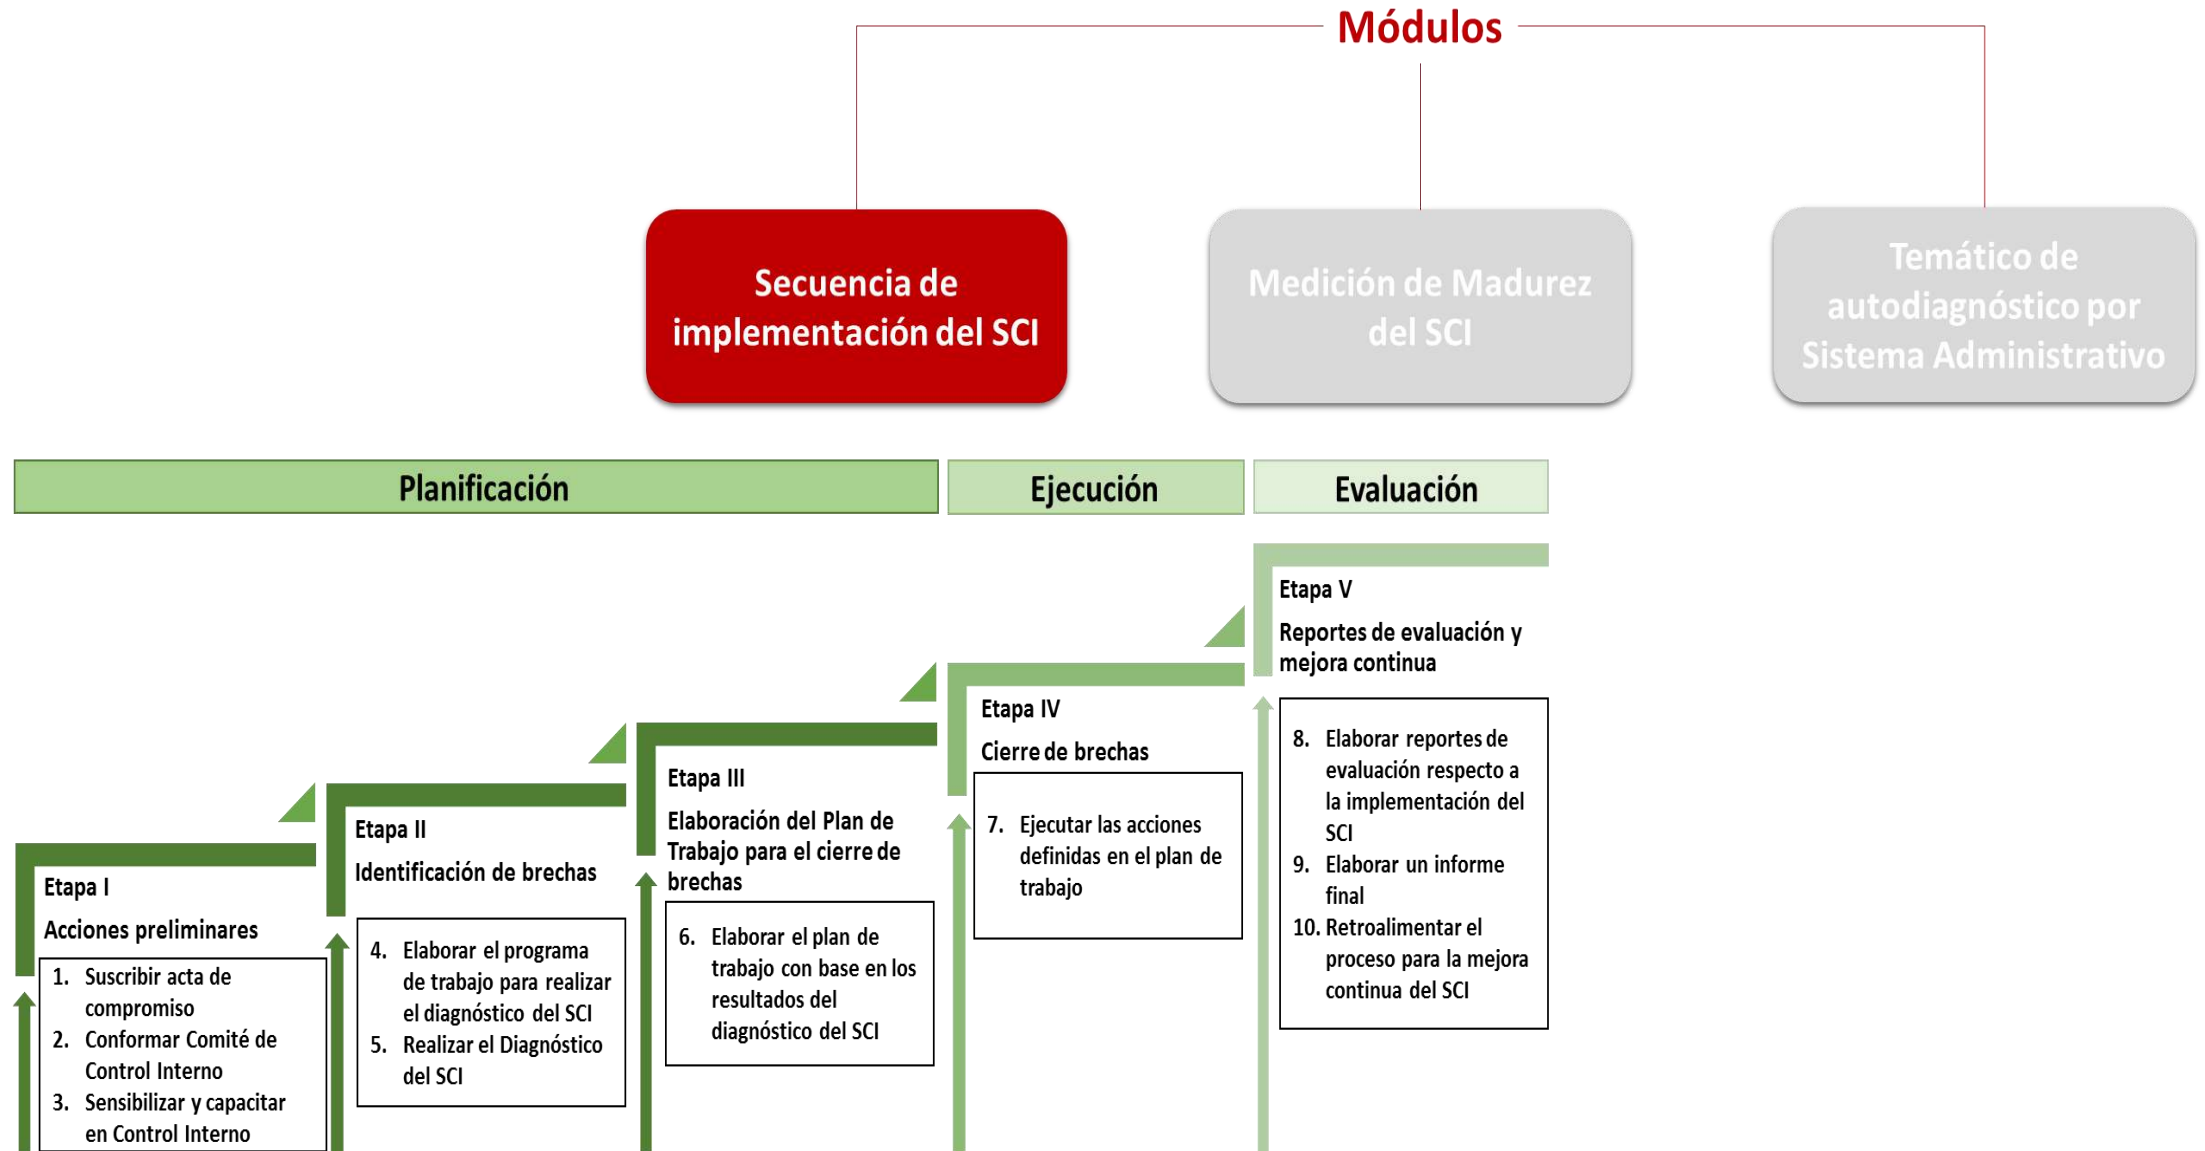 Módulos
Secuencia de
implementación del SCI
Medición de Madurez
del SCI
Temático de
autodiagnóstico por
Sistema Administrativo
Planificación
Ejecución
Evaluación
Etapa I
Acciones preliminares
1. Suscribir acta de
compromiso
2. Conformar Comité de
Control Interno
3. Sensibilizar y capacitar
en Control Interno
Etapa II
Identificación de brechas
4. Elaborar el programa
de trabajo para realizar
el diagnóstico del SCI
5. Realizar el Diagnóstico
del SCI
Etapa III
Elaboración del Plan de
Trabajo para el cierre de
brechas
6. Elaborar el plan de
trabajo con base en los
resultados del
diagnóstico del SCI
Etapa IV
Cierre de brechas
7. Ejecutar las acciones
definidas en el plan de
trabajo
Etapa V
Reportes de evaluación y
mejora continua
8. Elaborar reportes de
evaluación respecto a
la implementación del
SCI
9. Elaborar un informe
final
10. Retroalimentar el
proceso para la mejora
continua del SCI